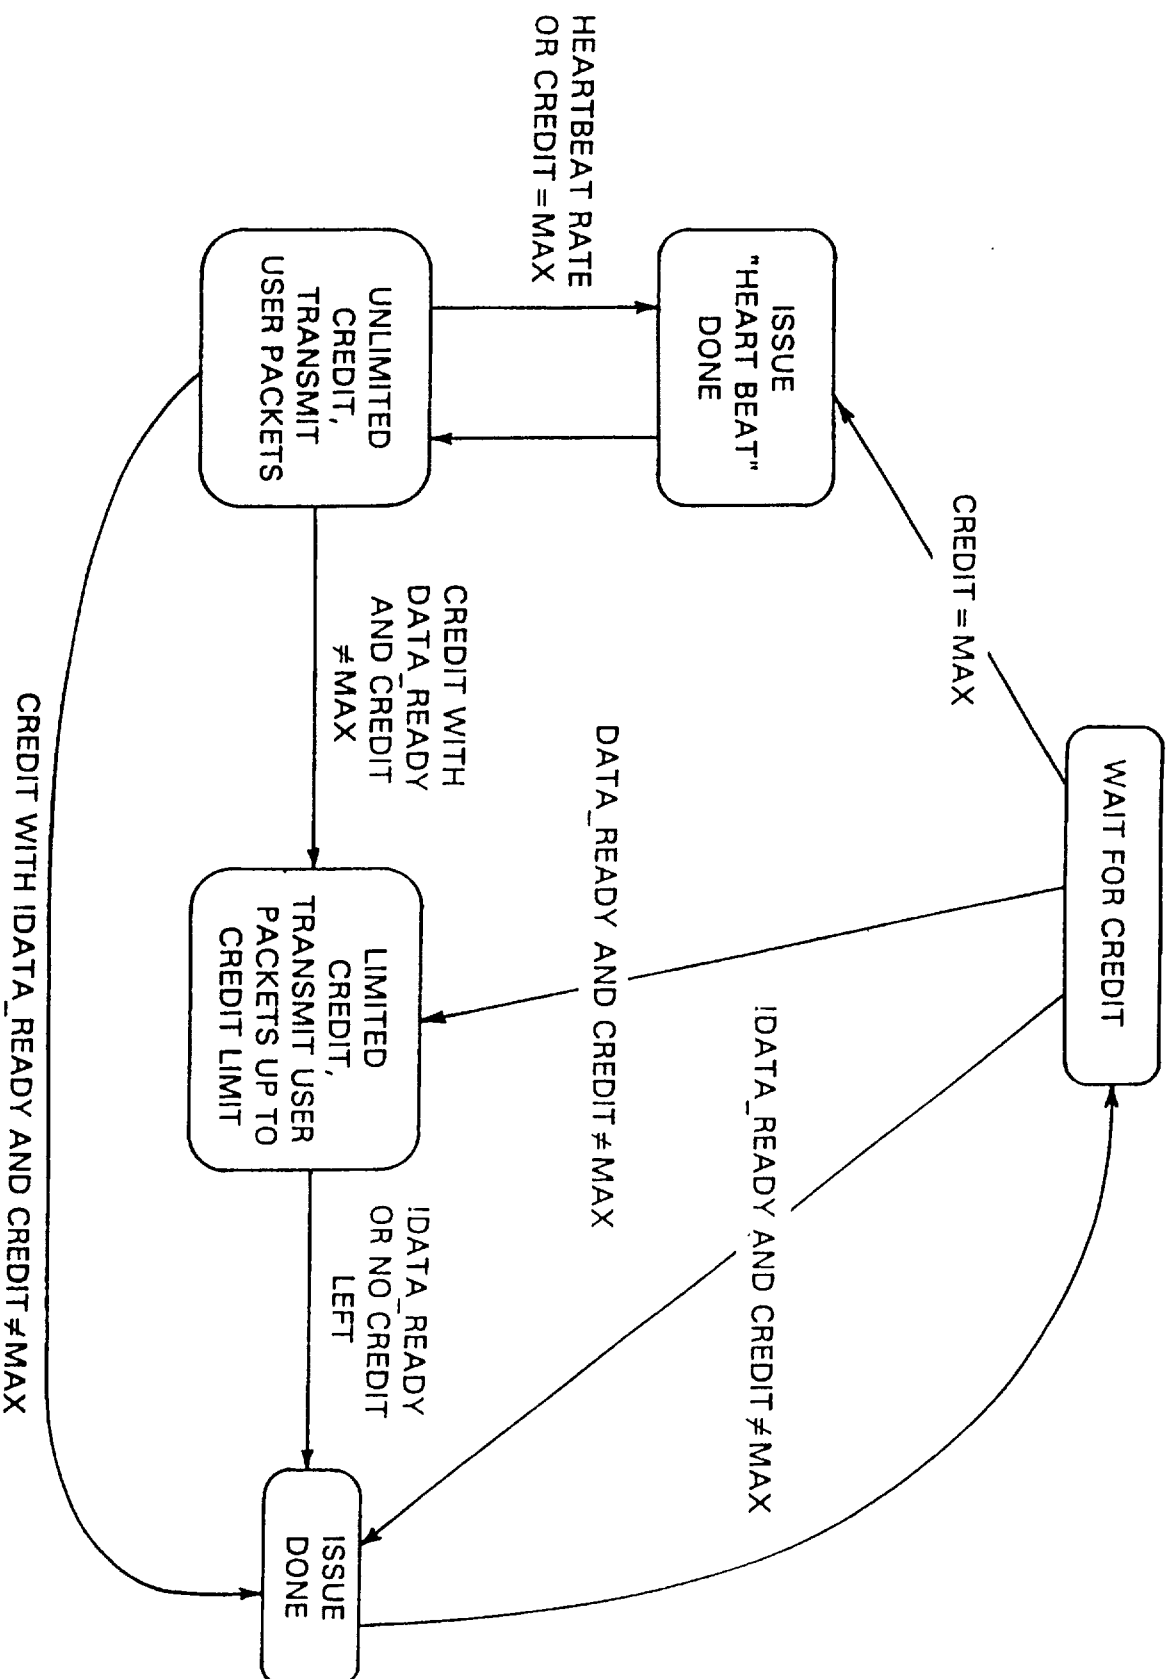 WAIT FOR CREDIT
CREDIT = MAX
!DATA_READY AND CREDIT ≠ MAX
DATA_READY AND CREDIT ≠ MAX
ISSUE
"HEART BEAT"
DONE
HEARTBEAT RATE
OR CREDIT = MAX
CREDIT WITH
DATA_READY
AND CREDIT
≠ MAX
!DATA_READY
OR NO CREDIT
LEFT
UNLIMITED
CREDIT,
TRANSMIT
USER PACKETS
LIMITED
CREDIT,
TRANSMIT USER
PACKETS UP TO
CREDIT LIMIT
ISSUE
DONE
CREDIT WITH !DATA_READY AND CREDIT ≠ MAX